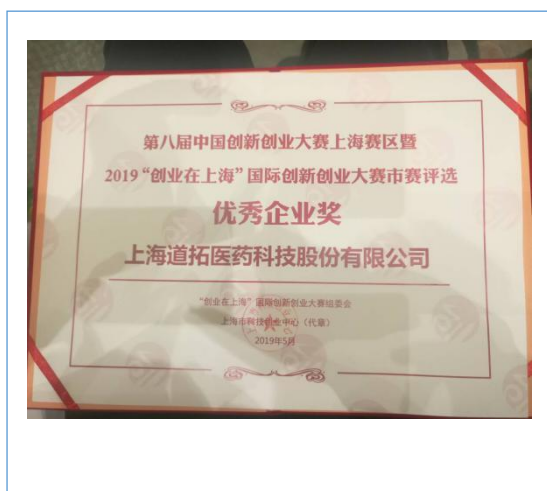 第八届中国创新创业大赛上海赛区暨
2019“创业在上海”国际创新创业大赛市赛评选
优秀企业奖
上海道拓医药科技股份有限公司
“创业在上海”国际创新创业大赛组委会
上海市科技创业中心（代章）
2019年5月